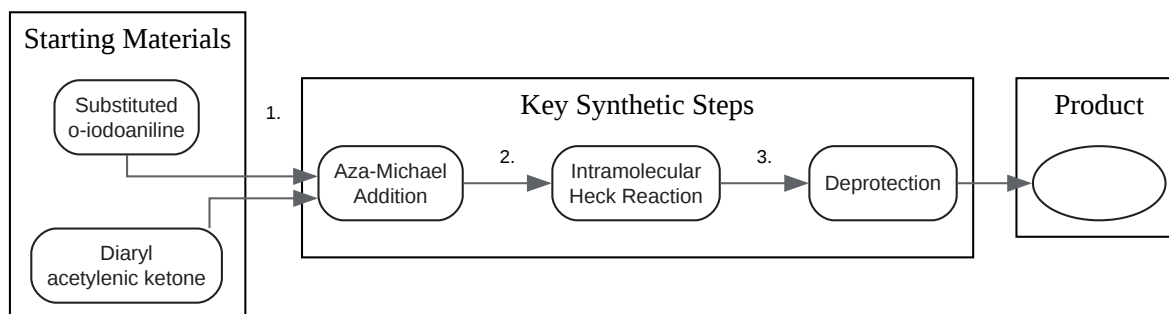 Starting Materials
Substituted
o-iodoaniline
Diaryl
acetylenic ketone
1.
Key Synthetic Steps
Aza-Michael
Addition
2.
Intramolecular
Heck Reaction
3.
Deprotection
Product